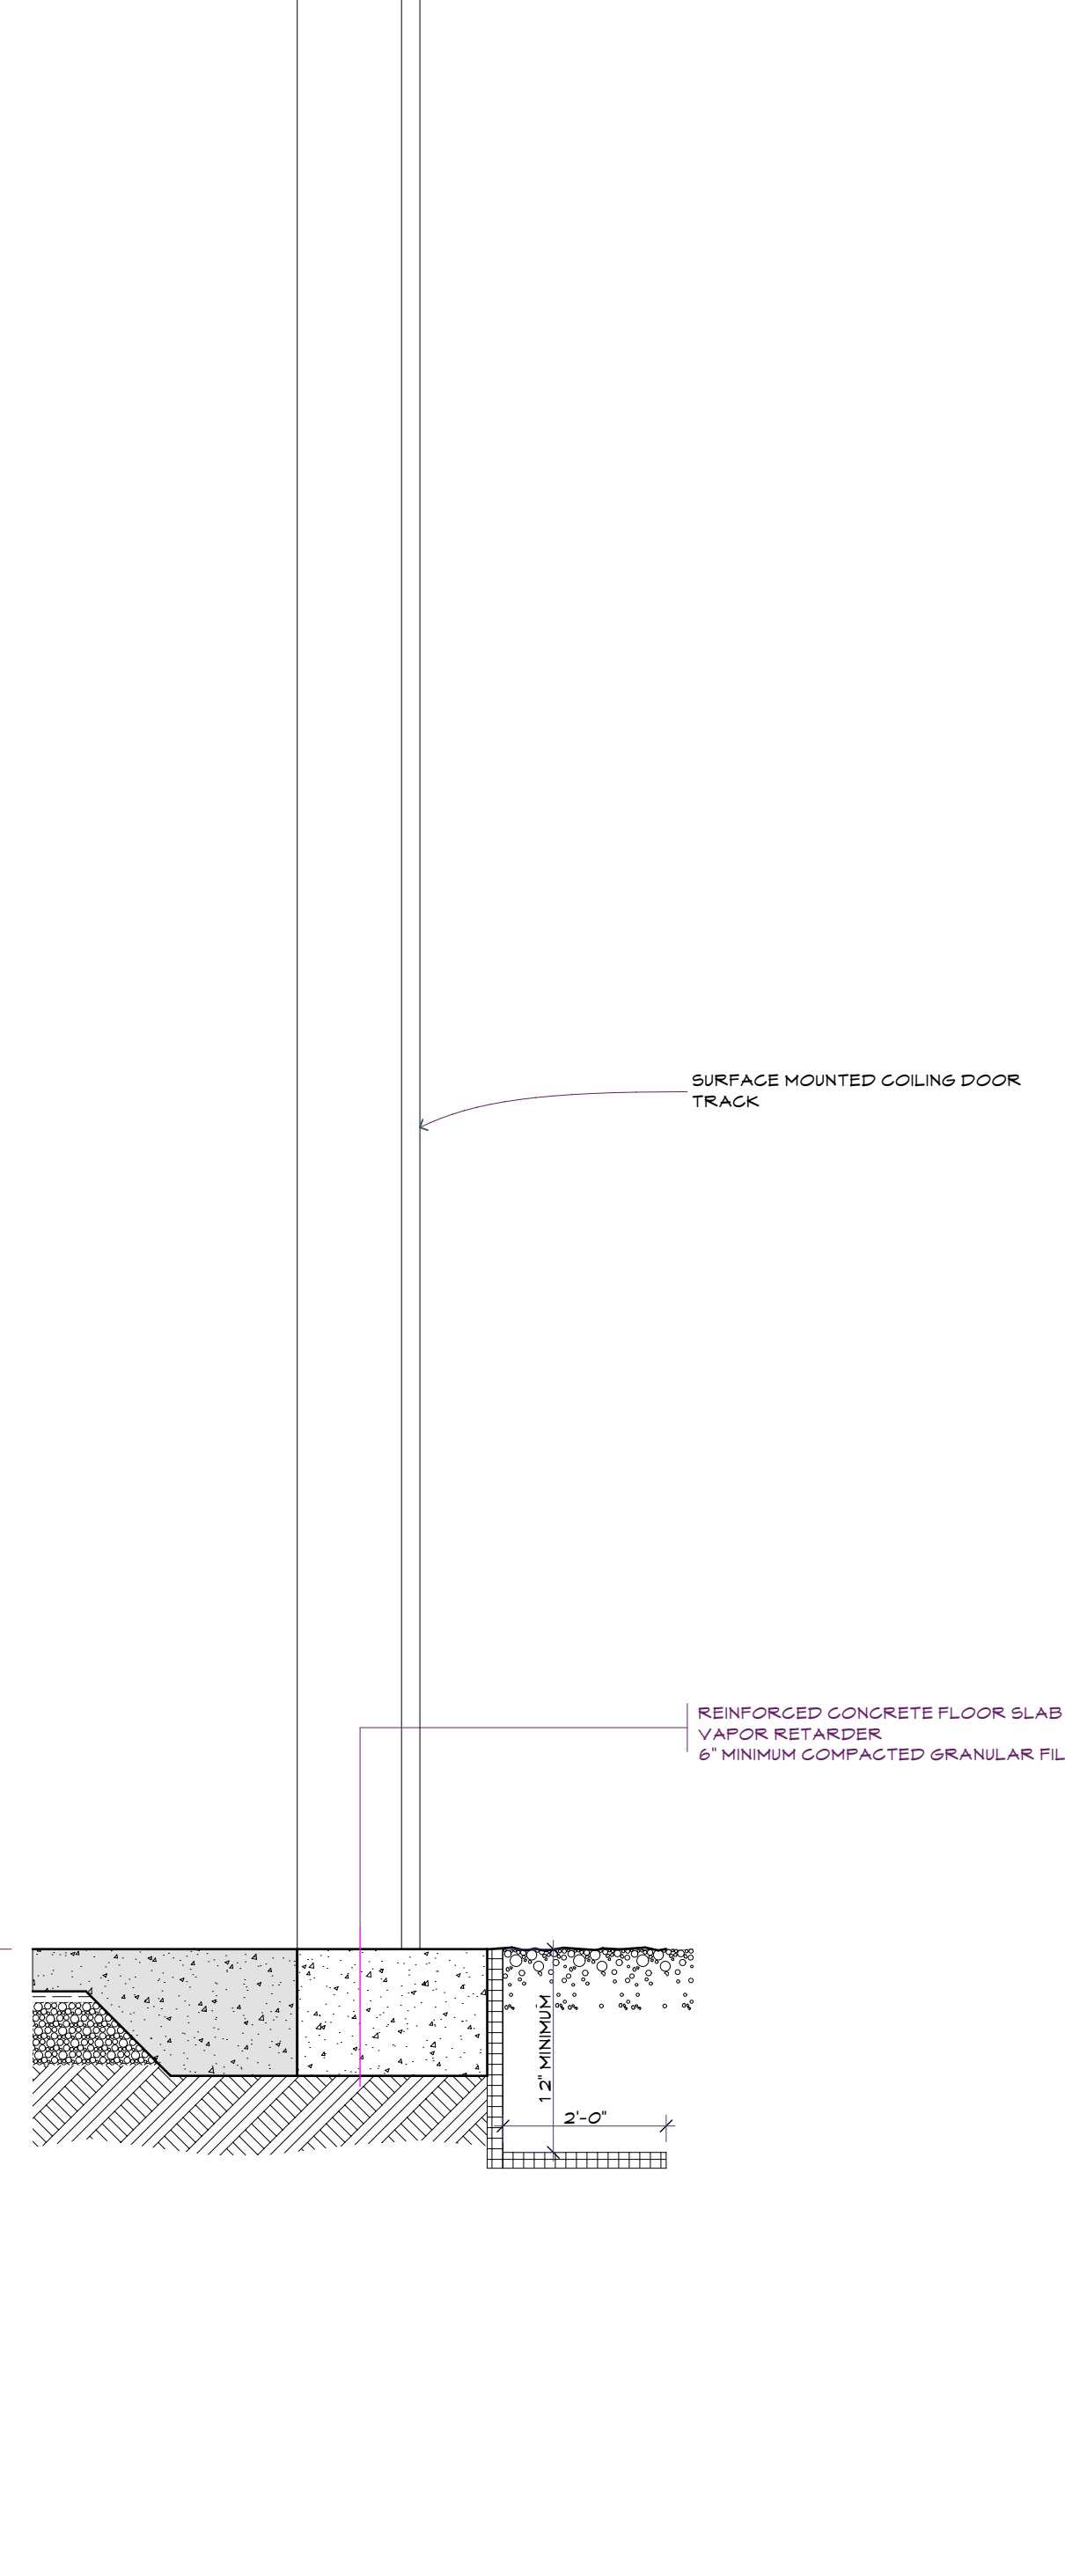 SURFACE MOUNTED COILING DOOR
TRACK
REINFORCED CONCRETE FLOOR SLAB
VAPOR RETARDER
6" MINIMUM COMPACTED GRANULAR FIL
12" MINIMUM
2'-0"